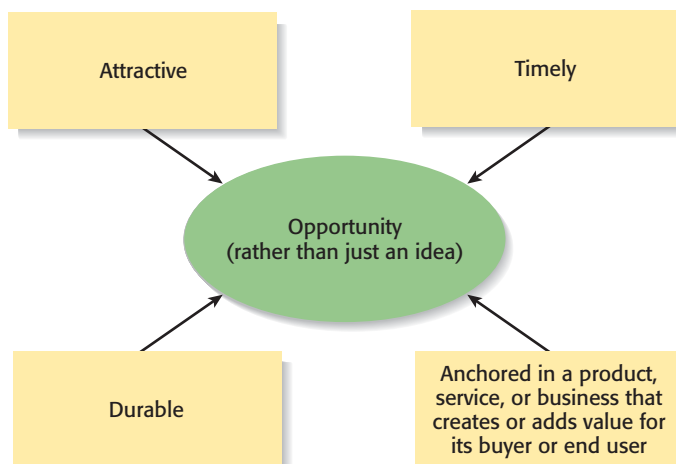 Attractive
Timely
Opportunity
(rather than just an idea)
Durable
Anchored in a product,
service, or business that
creates or adds value for
its buyer or end user